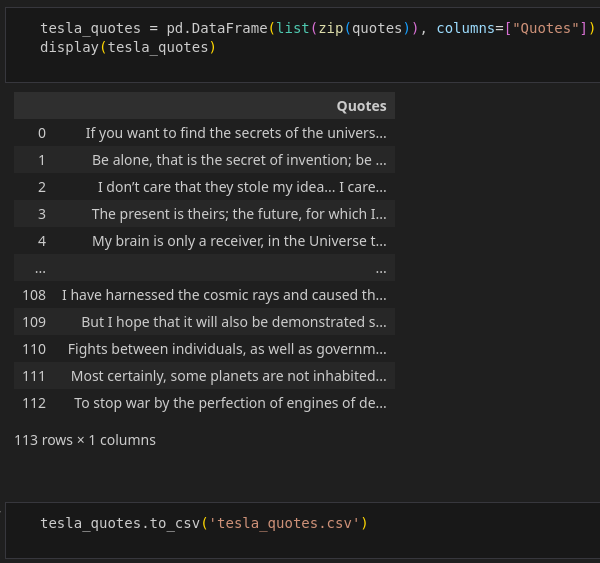 tesla_quotes = pd.DataFrame(list(zip(quotes)), columns=["Quotes"])
display(tesla_quotes)
Quotes
0 If you want to find the secrets of the univers...
1 Be alone, that is the secret of invention; be ...
2 I don’t care that they stole my idea... I care...
3 The present is theirs; the future, for which I...
4 My brain is only a receiver, in the Universe t...
... ...
108 I have harnessed the cosmic rays and caused th...
109 But I hope that it will also be demonstrated s...
110 Fights between individuals, as well as governm...
111 Most certainly, some planets are not inhabited...
112 To stop war by the perfection of engines of de...
113 rows × 1 columns
tesla_quotes.to_csv('tesla_quotes.csv')